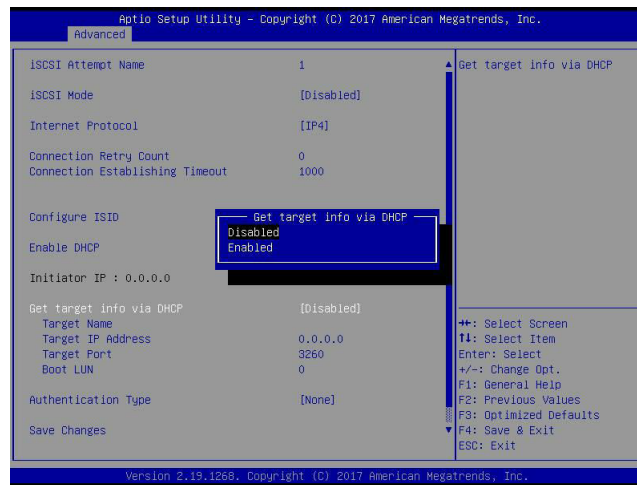 Aptio Setup Utility – Copyright (C) 2017 American Megatrends, Inc.
Advanced
iSCSI Attempt Name 1
iSCSI Mode [Disabled]
Internet Protocol [IP4]
Connection Retry Count 0
Connection Establishing Timeout 1000
Configure ISID
Enable DHCP
Initiator IP : 0.0.0.0
Get target info via DHCP [Disabled]
Target Name
Target IP Address 0.0.0.0
Target Port 3260
Boot LUN 0
Authentication Type [None]
Save Changes
Get target info via DHCP
Disabled
Enabled
Get target info via DHCP
→←: Select Screen
↑↓: Select Item
Enter: Select
+/-: Change Opt.
F1: General Help
F2: Previous Values
F3: Optimized Defaults
F4: Save & Exit
ESC: Exit
Version 2.19.1268. Copyright (C) 2017 American Megatrends, Inc.